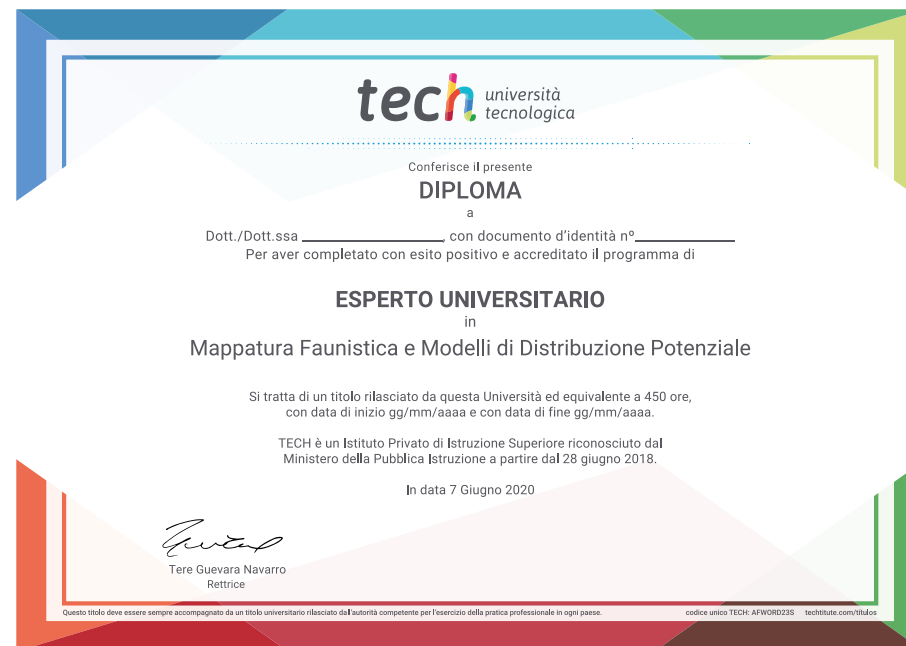 tech università
tecnologica
Conferisce il presente
DIPLOMA
a
Dott./Dott.ssa ____________________, con documento d'identità nº______________
Per aver completato con esito positivo e accreditato il programma di
ESPERTO UNIVERSITARIO
in
Mappatura Faunistica e Modelli di Distribuzione Potenziale
Si tratta di un titolo rilasciato da questa Università ed equivalente a 450 ore,
con data di inizio gg/mm/aaaa e con data di fine gg/mm/aaaa.
TECH è un Istituto Privato di Istruzione Superiore riconosciuto dal
Ministero della Pubblica Istruzione a partire dal 28 giugno 2018.
In data 7 Giugno 2020
Tere Guevara Navarro
Rettrice
Questo titolo deve essere sempre accompagnato da un titolo universitario rilasciato dall'autorità competente per l'esercizio della pratica professionale in ogni paese. codice unico TECH: AFWORD23S techtitute.com/titulos